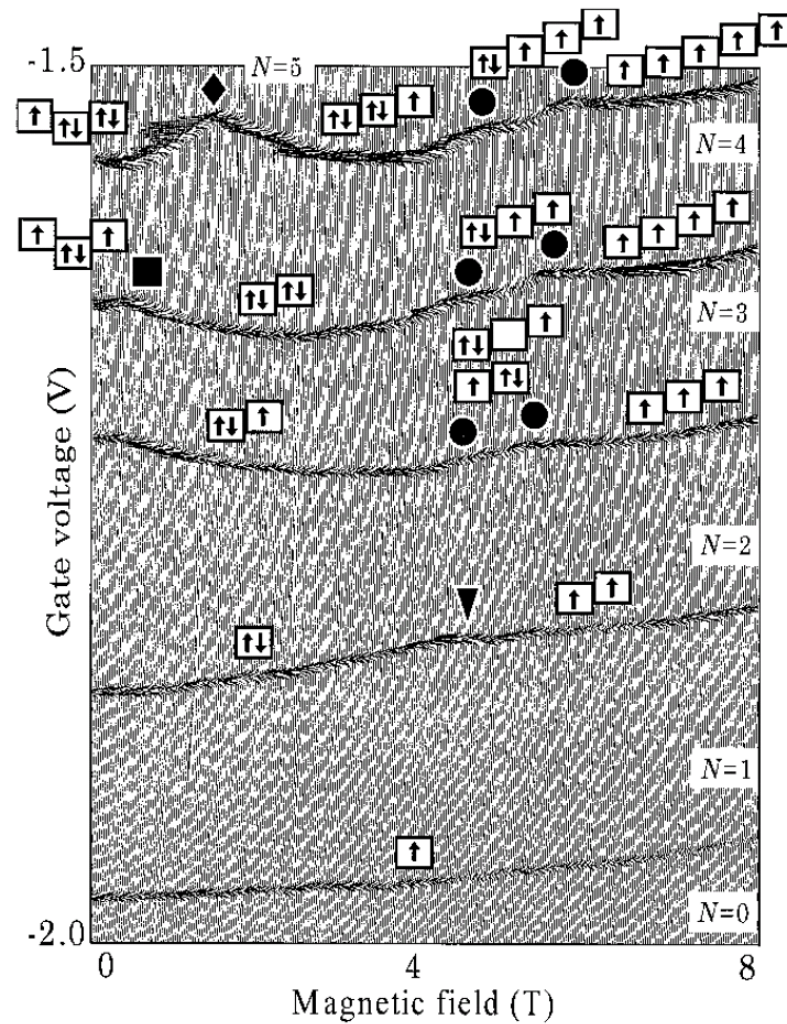 -1.5
N=5
↑ ↑↓ ↑↓
↑↓ ↑↓ ↑
↑↓ ↑ ↑ ↑
↑ ↑ ↑ ↑ ↑
N=4
↑ ↑↓ ↑
↑↓ ↑↓
↑↓ ↑ ↑
↑ ↑ ↑ ↑
N=3
↑↓ ↑
↑↓ ↑
↑ ↑↓
↑ ↑ ↑
Gate voltage (V)
N=2
↑↓
↑ ↑
N=1
↑
N=0
-2.0
0 4 8
Magnetic field (T)